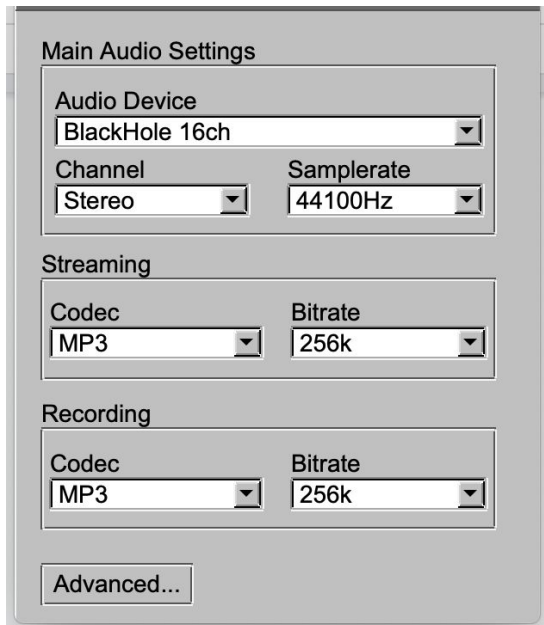 Main Audio Settings
Audio Device
BlackHole 16ch
Channel Samplerate
Stereo 44100Hz
Streaming
Codec Bitrate
MP3 256k
Recording
Codec Bitrate
MP3 256k
Advanced...